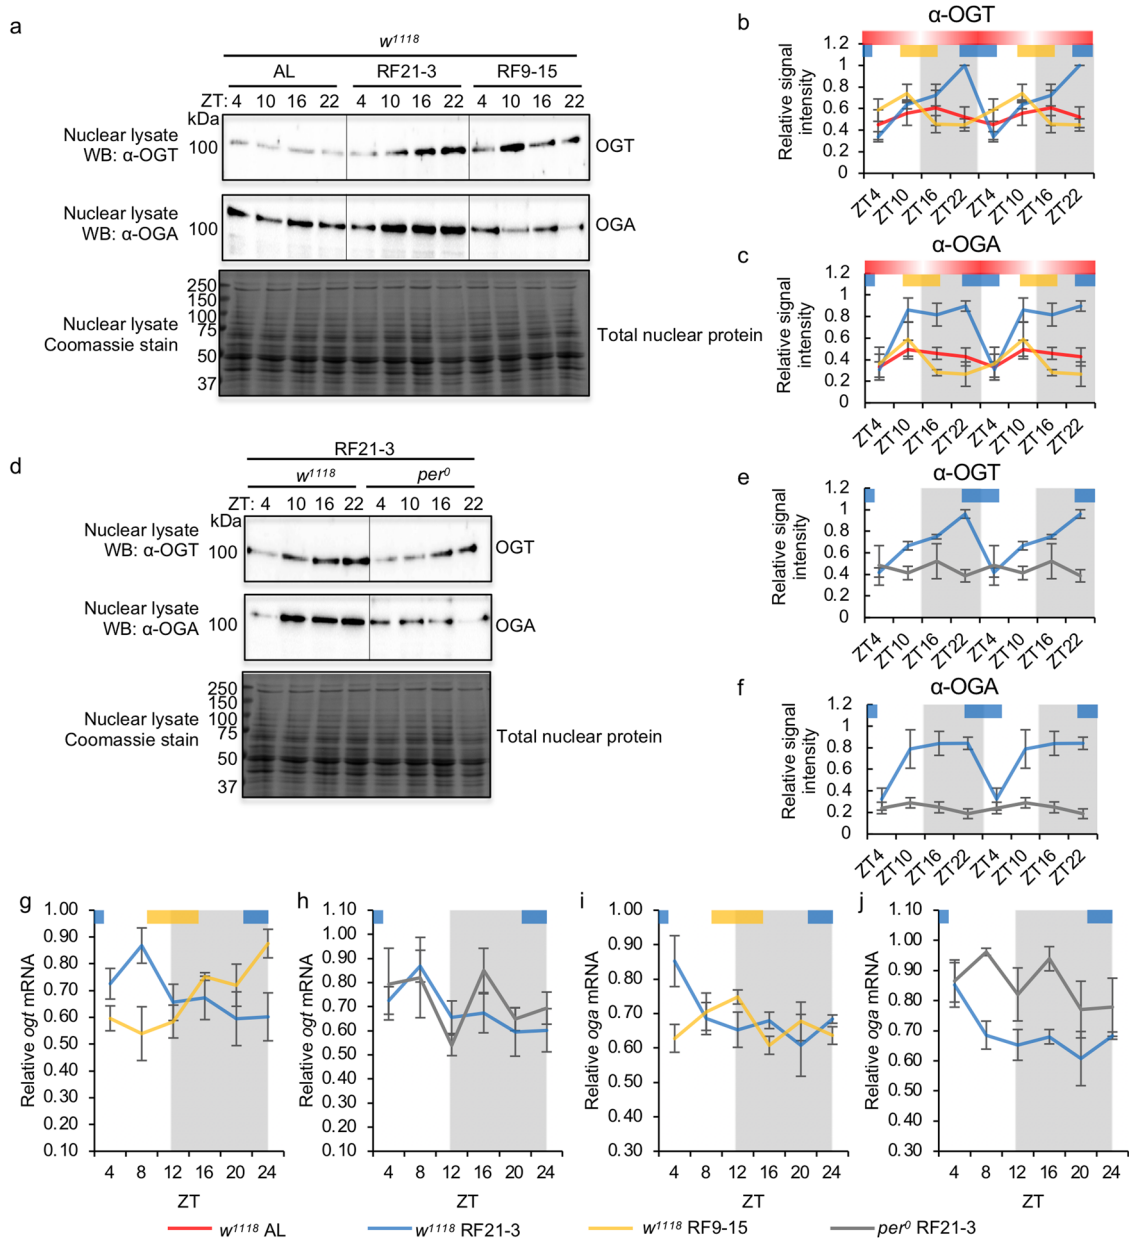 a
w1118
AL RF21-3 RF9-15
ZT: 4 10 16 22 4 10 16 22 4 10 16 22
kDa
Nuclear lysate
WB: α-OGT
100
OGT
Nuclear lysate
WB: α-OGA
100
OGA
250
150
100
75
50
37
Nuclear lysate
Coomassie stain
Total nuclear protein
b
α-OGT
Relative signal
intensity
1.2
1
0.8
0.6
0.4
0.2
0
ZT4 ZT10 ZT16 ZT22 ZT4 ZT10 ZT16 ZT22
c
α-OGA
Relative signal
intensity
1.2
1
0.8
0.6
0.4
0.2
0
ZT4 ZT10 ZT16 ZT22 ZT4 ZT10 ZT16 ZT22
d
RF21-3
w1118 per0
ZT: 4 10 16 22 4 10 16 22
kDa
Nuclear lysate
WB: α-OGT
100
OGT
Nuclear lysate
WB: α-OGA
100
OGA
250
150
100
75
50
37
Nuclear lysate
Coomassie stain
Total nuclear protein
e
α-OGT
Relative signal
intensity
1.2
1
0.8
0.6
0.4
0.2
0
ZT4 ZT10 ZT16 ZT22 ZT4 ZT10 ZT16 ZT22
f
α-OGA
Relative signal
intensity
1.2
1
0.8
0.6
0.4
0.2
0
ZT4 ZT10 ZT16 ZT22 ZT4 ZT10 ZT16 ZT22
g
Relative ogt mRNA
1.00
0.90
0.80
0.70
0.60
0.50
0.40
0.30
0.20
0.10
4 8 12 16 20 24
ZT
h
Relative ogt mRNA
1.10
1.00
0.90
0.80
0.70
0.60
0.50
0.40
0.30
0.20
0.10
4 8 12 16 20 24
ZT
i
Relative oga mRNA
1.00
0.90
0.80
0.70
0.60
0.50
0.40
0.30
4 8 12 16 20 24
ZT
j
Relative oga mRNA
1.10
1.00
0.90
0.80
0.70
0.60
0.50
0.40
0.30
4 8 12 16 20 24
ZT
w1118 AL w1118 RF21-3 w1118 RF9-15 per0 RF21-3